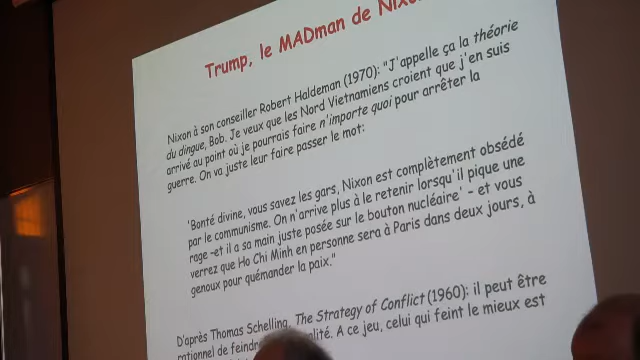 Trump, le MADman de Nixon
Nixon à son conseiller Robert Haldeman (1970): "J'appelle ça la théorie
du dingue, Bob. Je veux que les Nord Vietnamiens croient que j'en suis
arrivé au point où je pourrais faire n'importe quoi pour arrêter la
guerre. On va juste leur faire passer le mot:
'Bonté divine, vous savez les gars, Nixon est complètement obsédé
par le communisme. On n'arrive plus à le retenir lorsqu'il pique une
rage -et il a sa main juste posée sur le bouton nucléaire' - et vous
verrez que Ho Chi Minh en personne sera à Paris dans deux jours, à
genoux pour quémander la paix."
D'après Thomas Schelling, The Strategy of Conflict (1960): il peut être
rationnel de feindre A ce jeu, celui qui feint le mieux est